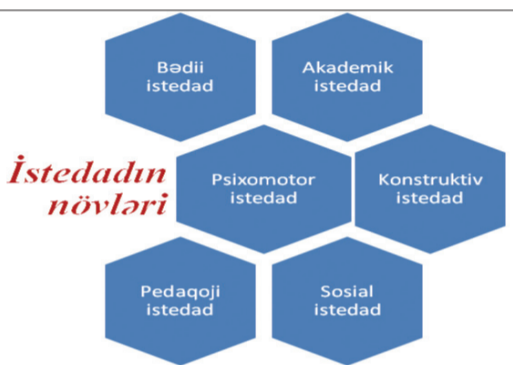 Bədii
istedad
Akademik
istedad
İstedadın
növləri
Psixomotor
istedad
Konstruktiv
istedad
Pedaqoji
istedad
Sosial
istedad